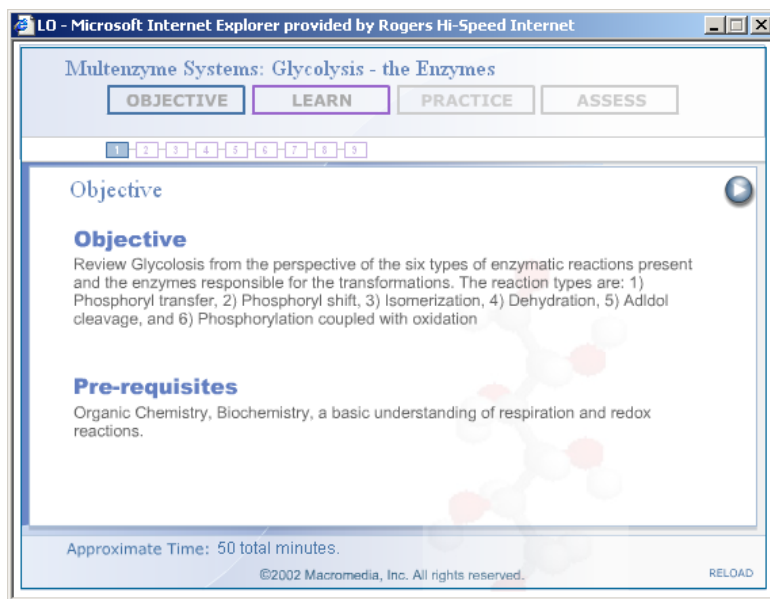 LO - Microsoft Internet Explorer provided by Rogers Hi-Speed Internet
Multenzyme Systems: Glycolysis - the Enzymes
OBJECTIVE LEARN PRACTICE ASSESS
1 2 3 4 5 6 7 8 9
Objective
Objective
Review Glycolosis from the perspective of the six types of enzymatic reactions present
and the enzymes responsible for the transformations. The reaction types are: 1)
Phosphoryl transfer, 2) Phosphoryl shift, 3) Isomerization, 4) Dehydration, 5) Adldol
cleavage, and 6) Phosphorylation coupled with oxidation
Pre-requisites
Organic Chemistry, Biochemistry, a basic understanding of respiration and redox
reactions.
Approximate Time: 50 total minutes.
©2002 Macromedia, Inc. All rights reserved.
RELOAD